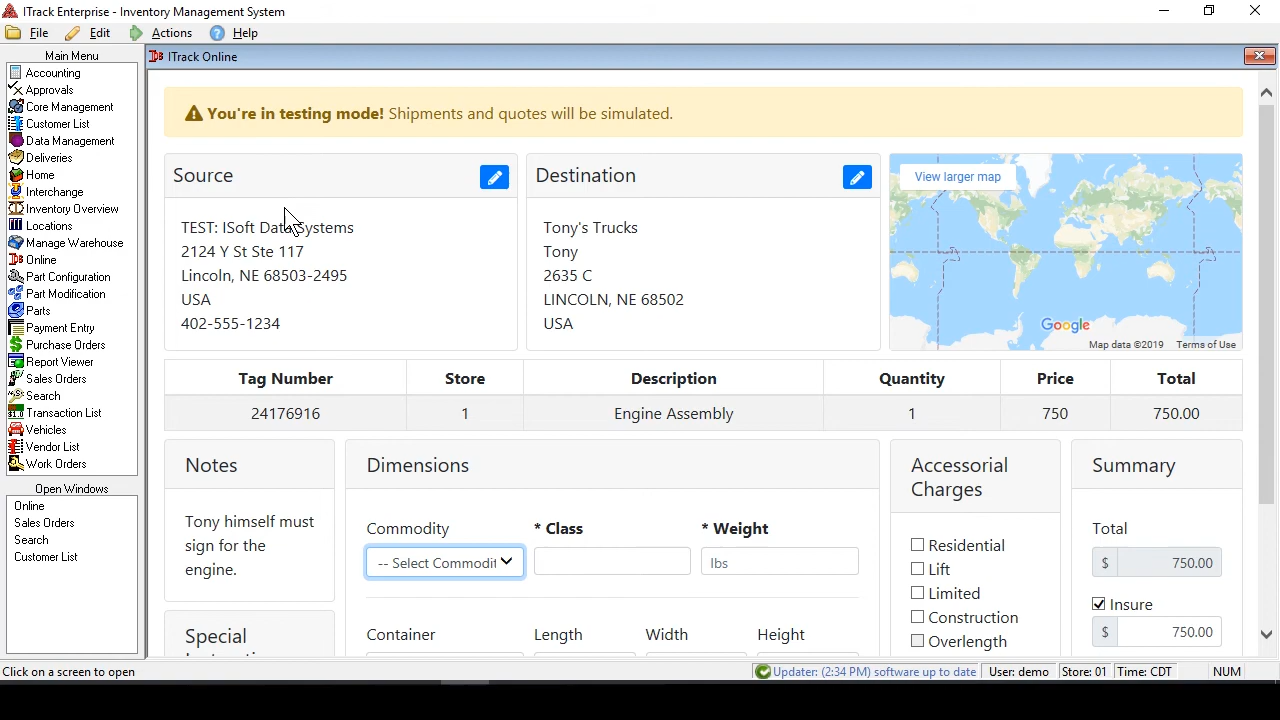 ITrack Enterprise - Inventory Management System
File Edit Actions Help
Main Menu
Accounting
Approvals
Core Management
Customer List
Data Management
Deliveries
Home
Interchange
Inventory Overview
Locations
Manage Warehouse
Online
Part Configuration
Part Modification
Parts
Payment Entry
Purchase Orders
Report Viewer
Sales Orders
Search
Transaction List
Vehicles
Vendor List
Work Orders
Open Windows
Online
Sales Orders
Search
Customer List
ITrack Online
You're in testing mode! Shipments and quotes will be simulated.
Source
TEST: ISoft Data Systems
2124 Y St Ste 117
Lincoln, NE 68503-2495
USA
402-555-1234
Destination
Tony's Trucks
Tony
2635 C
LINCOLN, NE 68502
USA
View larger map
Google
Map data ©2019 Terms of Use
Tag Number Store Description Quantity Price Total
24176916 1 Engine Assembly 1 750 750.00
Notes
Tony himself must
sign for the
engine.
Special
Dimensions
Commodity * Class * Weight
-- Select Commodit lbs
Container Length Width Height
Accessorial
Charges
Residential
Lift
Limited
Construction
Overlength
Summary
Total
$ 750.00
Insure
$ 750.00
Click on a screen to open
Updater: (2:34 PM) software up to date User: demo Store: 01 Time: CDT NUM